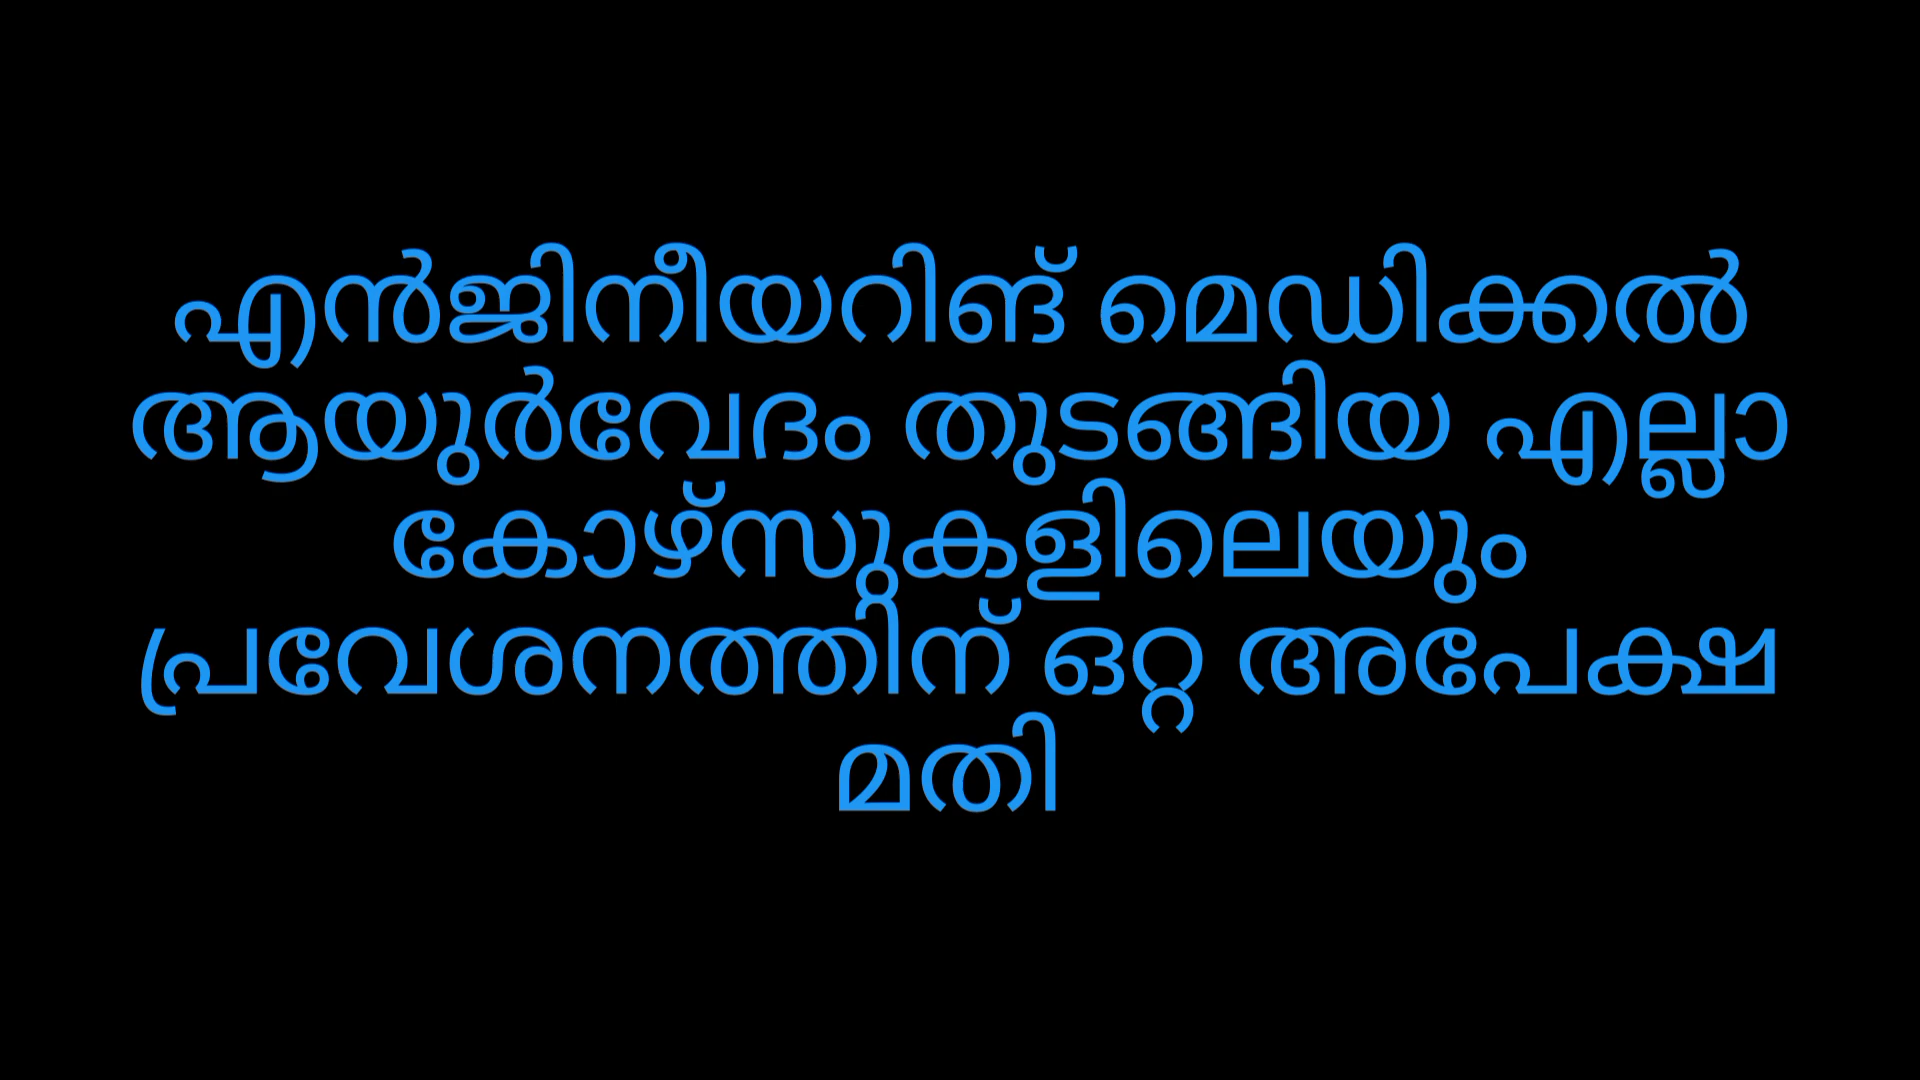 എൻജിനീയറിങ് മെഡിക്കൽ
ആയുർവേദം തുടങ്ങിയ എല്ലാ
കോഴ്സുകളിലെയും
പ്രവേശനത്തിന് ഒറ്റ അപേക്ഷ
മതി